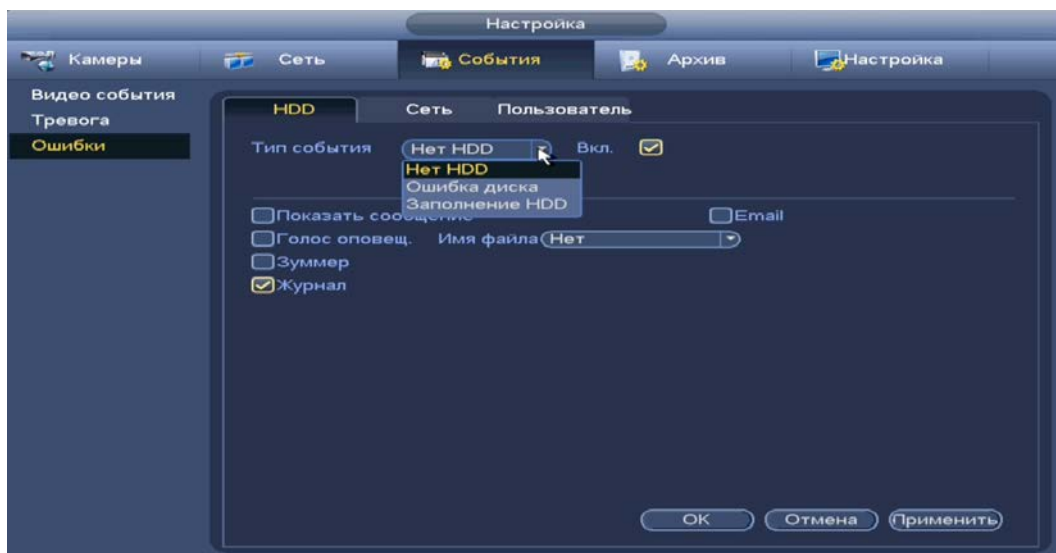 Настройка
Камеры Сеть События Архив Настройка
Видео события
Тревога
Ошибки
HDD Сеть Пользователь
Тип события Нет HDD Вкл.
Нет HDD
Ошибка диска
Заполнение HDD
Показать сообщение Email
Голос оповещ. Имя файла Нет
Зуммер
Журнал
OK Отмена Применить